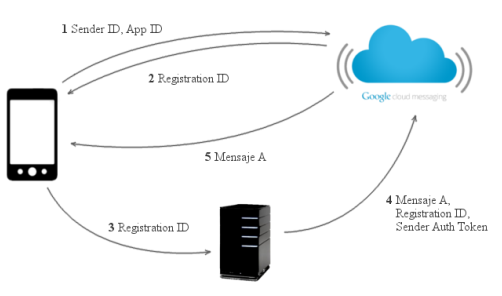 1 Sender ID, App ID
2 Registration ID
Google cloud messaging
5 Mensaje A
4 Mensaje A,
Registration ID,
Sender Auth Token
3 Registration ID